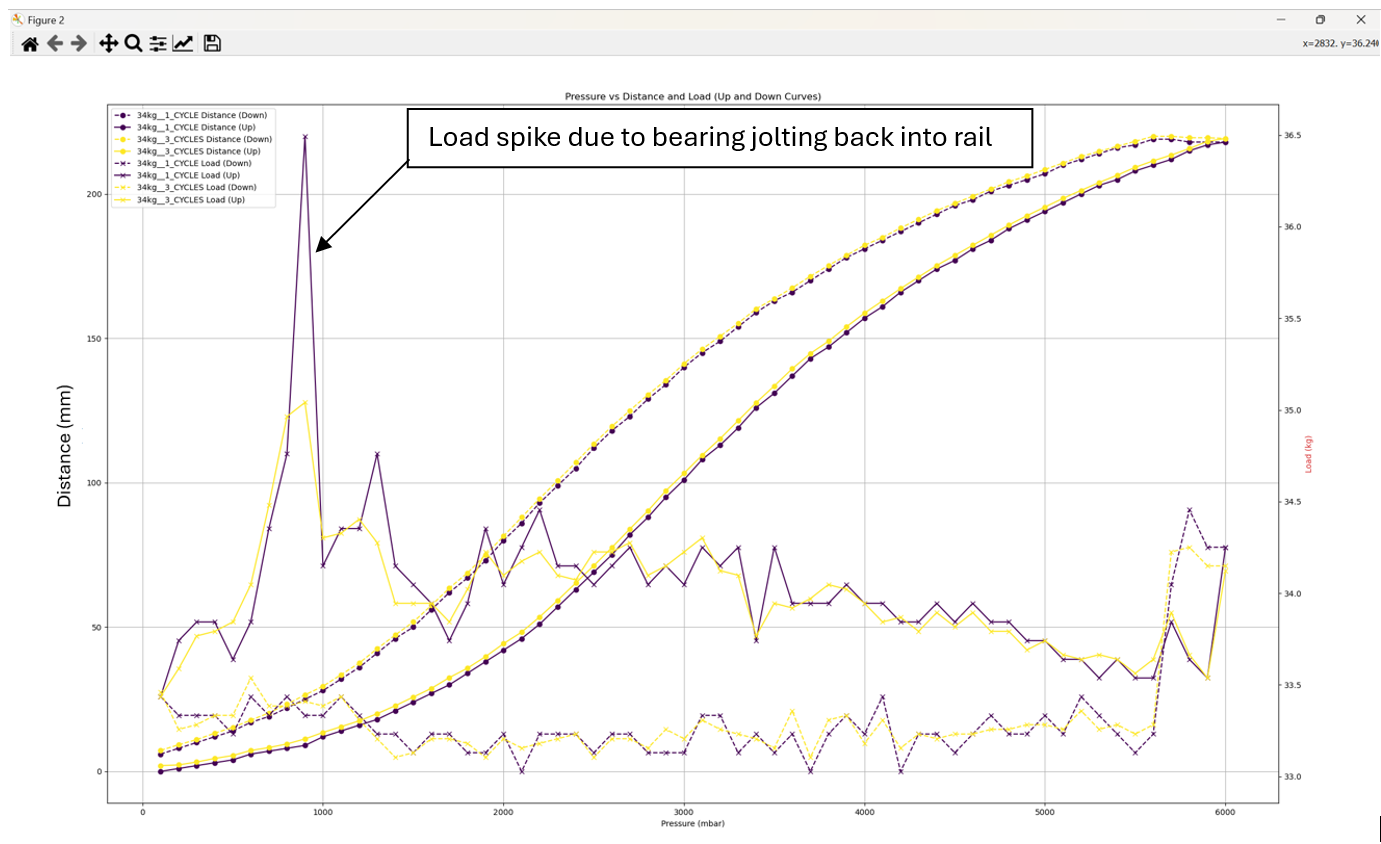 Figure 2
x=2832. y=36.24
Pressure vs Distance and Load (Up and Down Curves)
34kg__1_CYCLE Distance (Down)
34kg__1_CYCLE Distance (Up)
34kg__3_CYCLES Distance (Down)
34kg__3_CYCLES Distance (Up)
34kg__1_CYCLE Load (Down)
34kg__1_CYCLE Load (Up)
34kg__3_CYCLES Load (Down)
34kg__3_CYCLES Load (Up)
Load spike due to bearing jolting back into rail
Distance (mm)
200
150
100
50
0
36.5
36.0
35.5
35.0
34.5
34.0
33.5
33.0
Load (kg)
0 1000 2000 3000 4000 5000 6000
Pressure (mbar)